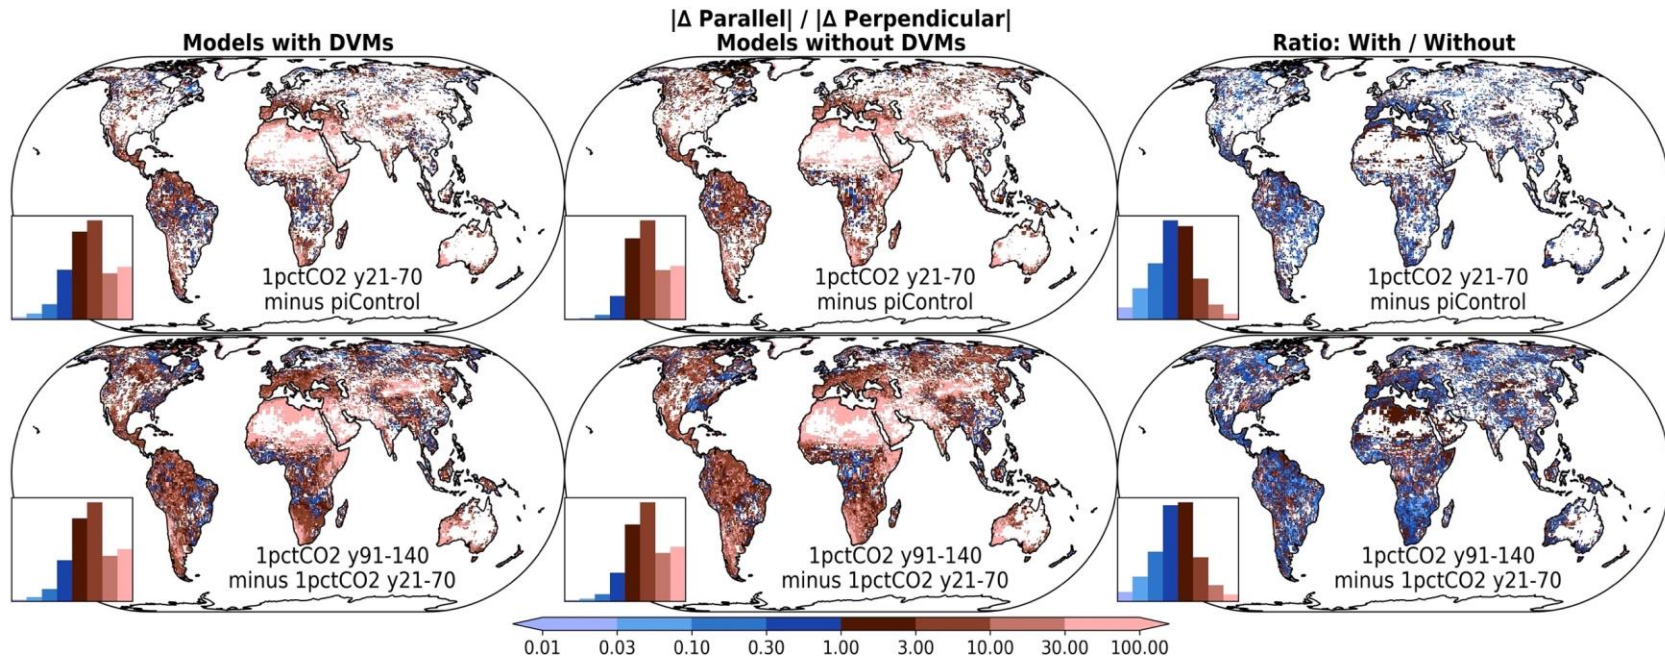 |Δ Parallel| / |Δ Perpendicular|
Models with DVMs
Models without DVMs
Ratio: With / Without
1pctCO2 y21-70
minus piControl
1pctCO2 y21-70
minus piControl
1pctCO2 y21-70
minus piControl
1pctCO2 y91-140
minus 1pctCO2 y21-70
1pctCO2 y91-140
minus 1pctCO2 y21-70
1pctCO2 y91-140
minus 1pctCO2 y21-70
0.01 0.03 0.10 0.30 1.00 3.00 10.00 30.00 100.00